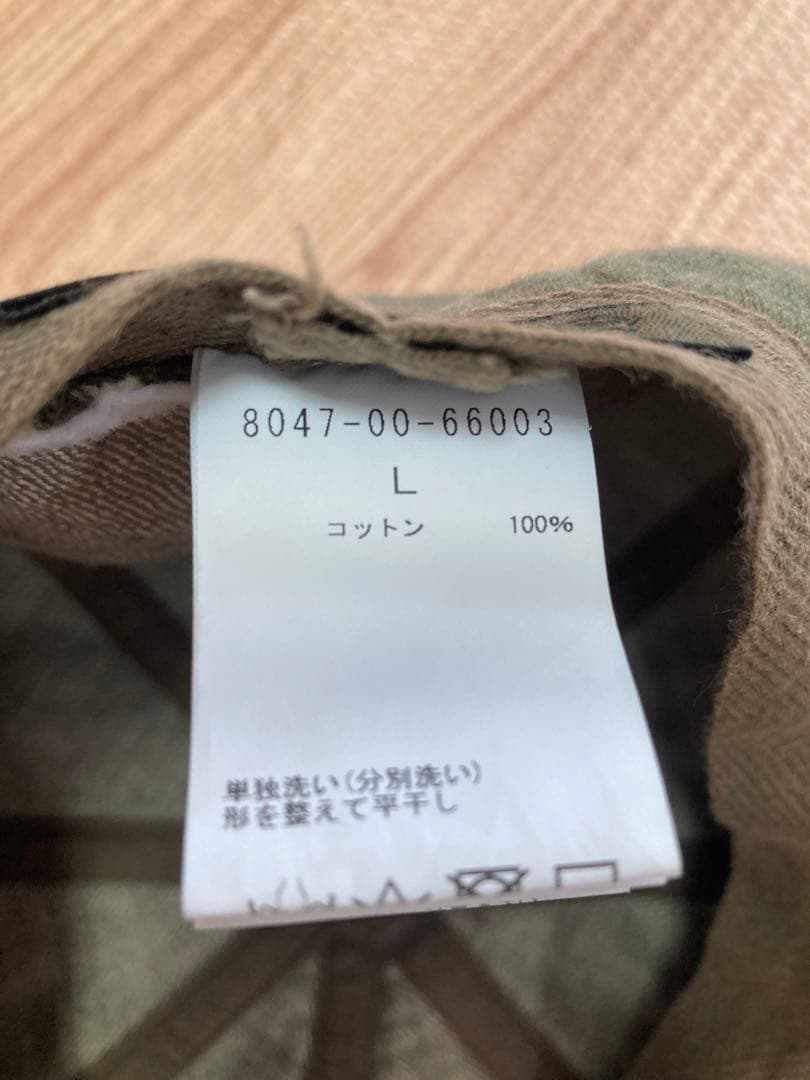 8047-00-66003
L
コットン 100%
単独洗い(分別洗い)
形を整えて平干し